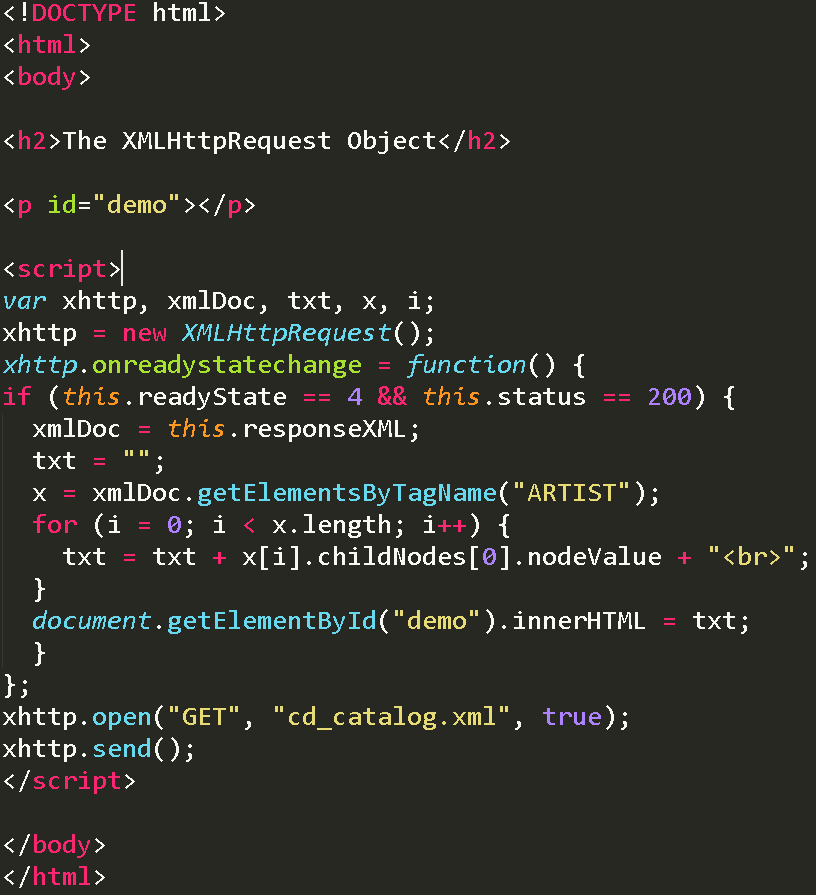 <!DOCTYPE html>
<html>
<body>

<h2>The XMLHttpRequest Object</h2>

<p id="demo"></p>

<script>
var xhttp, xmlDoc, txt, x, i;
xhttp = new XMLHttpRequest();
xhttp.onreadystatechange = function() {
if (this.readyState == 4 && this.status == 200) {
  xmlDoc = this.responseXML;
  txt = "";
  x = xmlDoc.getElementsByTagName("ARTIST");
  for (i = 0; i < x.length; i++) {
    txt = txt + x[i].childNodes[0].nodeValue + "<br>";
  }
  document.getElementById("demo").innerHTML = txt;
  }
};
xhttp.open("GET", "cd_catalog.xml", true);
xhttp.send();
</script>

</body>
</html>